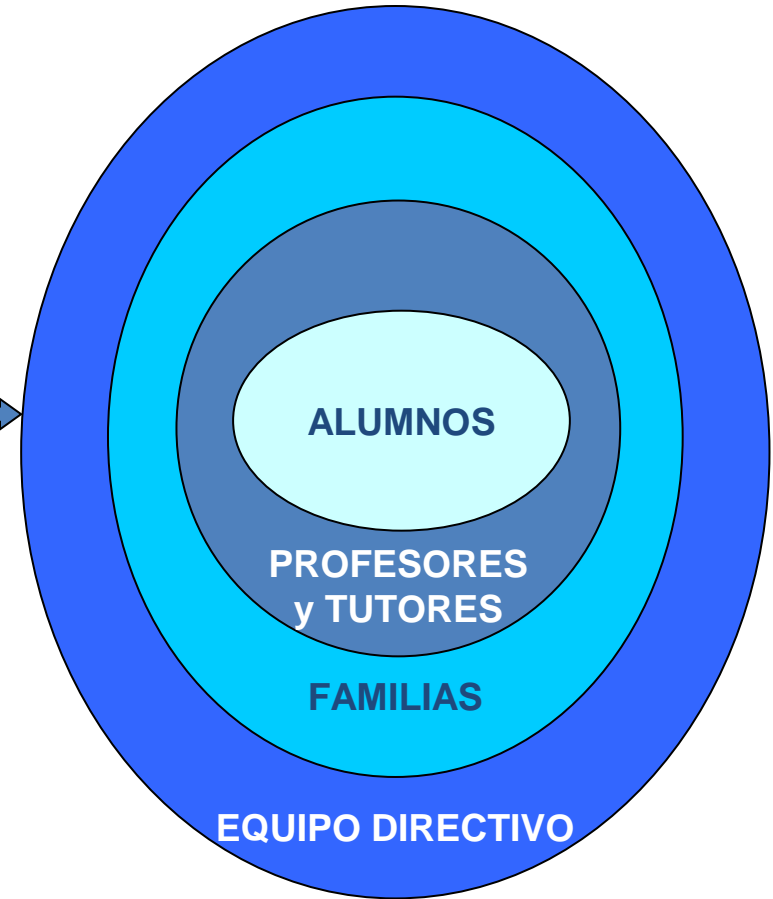 ALUMNOS
PROFESORES
y TUTORES
FAMILIAS
EQUIPO DIRECTIVO